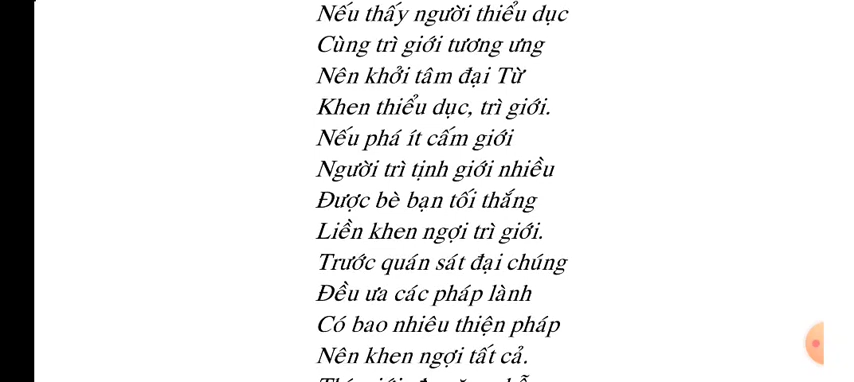 Nếu thấy người thiểu dục
Cùng trì giới tương ưng
Nên khởi tâm đại Từ
Khen thiểu dục, trì giới.
Nếu phá ít cấm giới
Người trì tịnh giới nhiều
Được bè bạn tối thắng
Liền khen ngợi trì giới.
Trước quán sát đại chúng
Đều ưa các pháp lành
Có bao nhiêu thiện pháp
Nên khen ngợi tất cả.